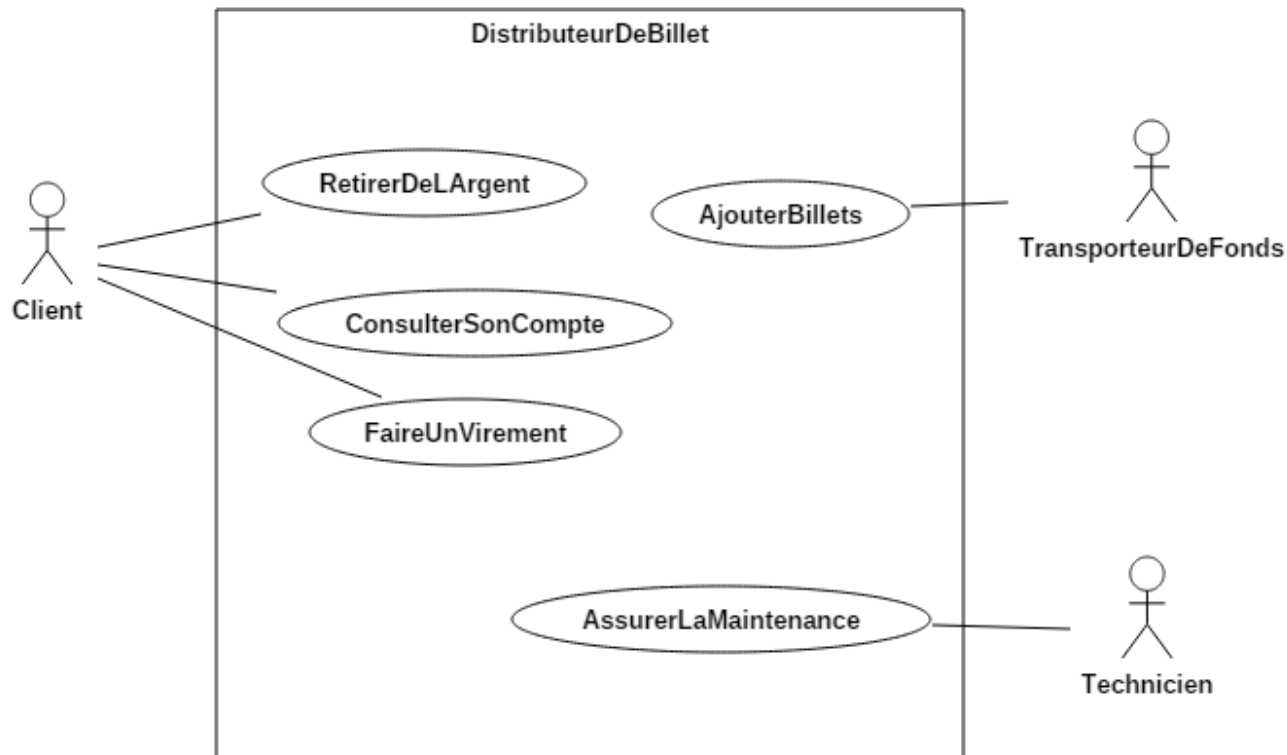 DistributeurDeBillet
RetirerDeLArgent
AjouterBillets
TransporteurDeFonds
Client
ConsulterSonCompte
FaireUnVirement
AssurerLaMaintenance
Technicien